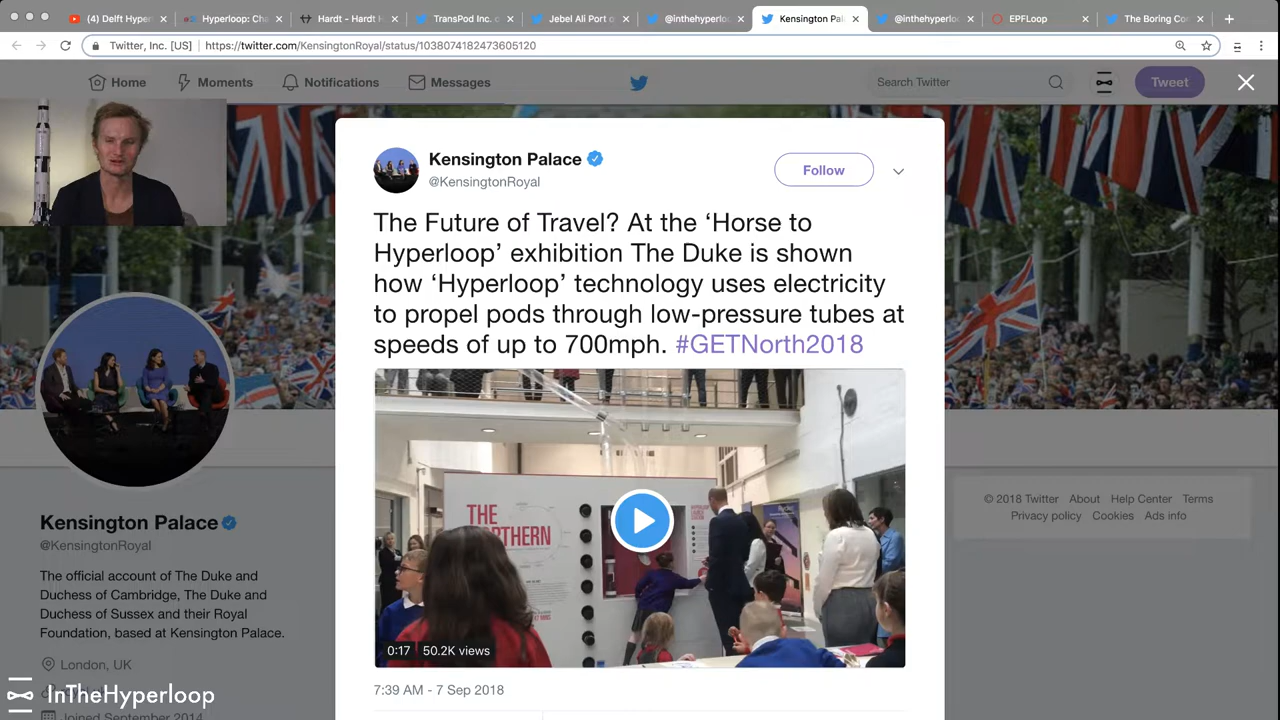 (4) Delft Hyper
Hyperloop: Cha
Hardt - Hardt H
TransPod Inc. o
Jebel Ali Port o
@inthehyperlo
Kensington Pal
@inthehyperloc
EPFLoop
The Boring Co
Twitter, Inc. [US] | https://twitter.com/KensingtonRoyal/status/1038074182473605120
Home
Moments
Notifications
Messages
Search Twitter
Tweet
Kensington Palace
@KensingtonRoyal
Follow
The Future of Travel? At the ‘Horse to
Hyperloop’ exhibition The Duke is shown
how ‘Hyperloop’ technology uses electricity
to propel pods through low-pressure tubes at
speeds of up to 700mph. #GETNorth2018
THE
NORTHERN
0:17 50.2K views
7:39 AM - 7 Sep 2018
Kensington Palace
@KensingtonRoyal
The official account of The Duke and
Duchess of Cambridge, The Duke and
Duchess of Sussex and their Royal
Foundation, based at Kensington Palace.
London, UK
Joined September 2014
InTheHyperloop
© 2018 Twitter About Help Center Terms
Privacy policy Cookies Ads info